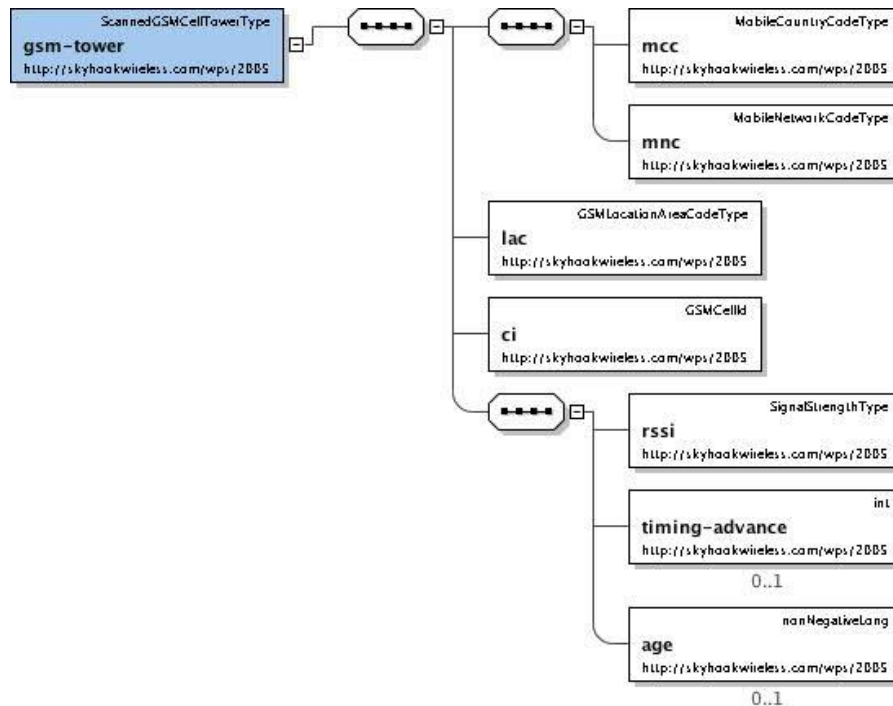 ScannedGSMCellTowerType
gsm-tower
http://skyhookwireless.com/wps/2005
MobileCountryCodeType
mcc
http://skyhookwireless.com/wps/2005
MobileNetworkCodeType
mnc
http://skyhookwireless.com/wps/2005
GSMLocationAreaCodeType
lac
http://skyhookwireless.com/wps/2005
GSMCellId
ci
http://skyhookwireless.com/wps/2005
SignalStrengthType
rssi
http://skyhookwireless.com/wps/2005
int
timing-advance
http://skyhookwireless.com/wps/2005
0..1
nonNegativeLong
age
http://skyhookwireless.com/wps/2005
0..1